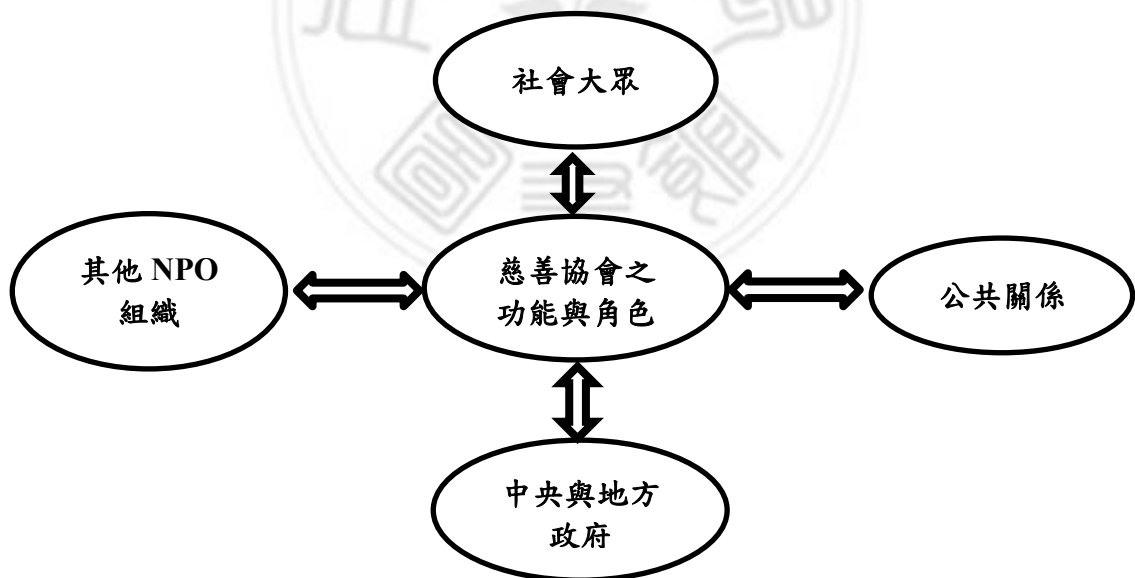 社會大眾
其他 NPO
組織
慈善協會之
功能與角色
公共關係
中央與地方
政府